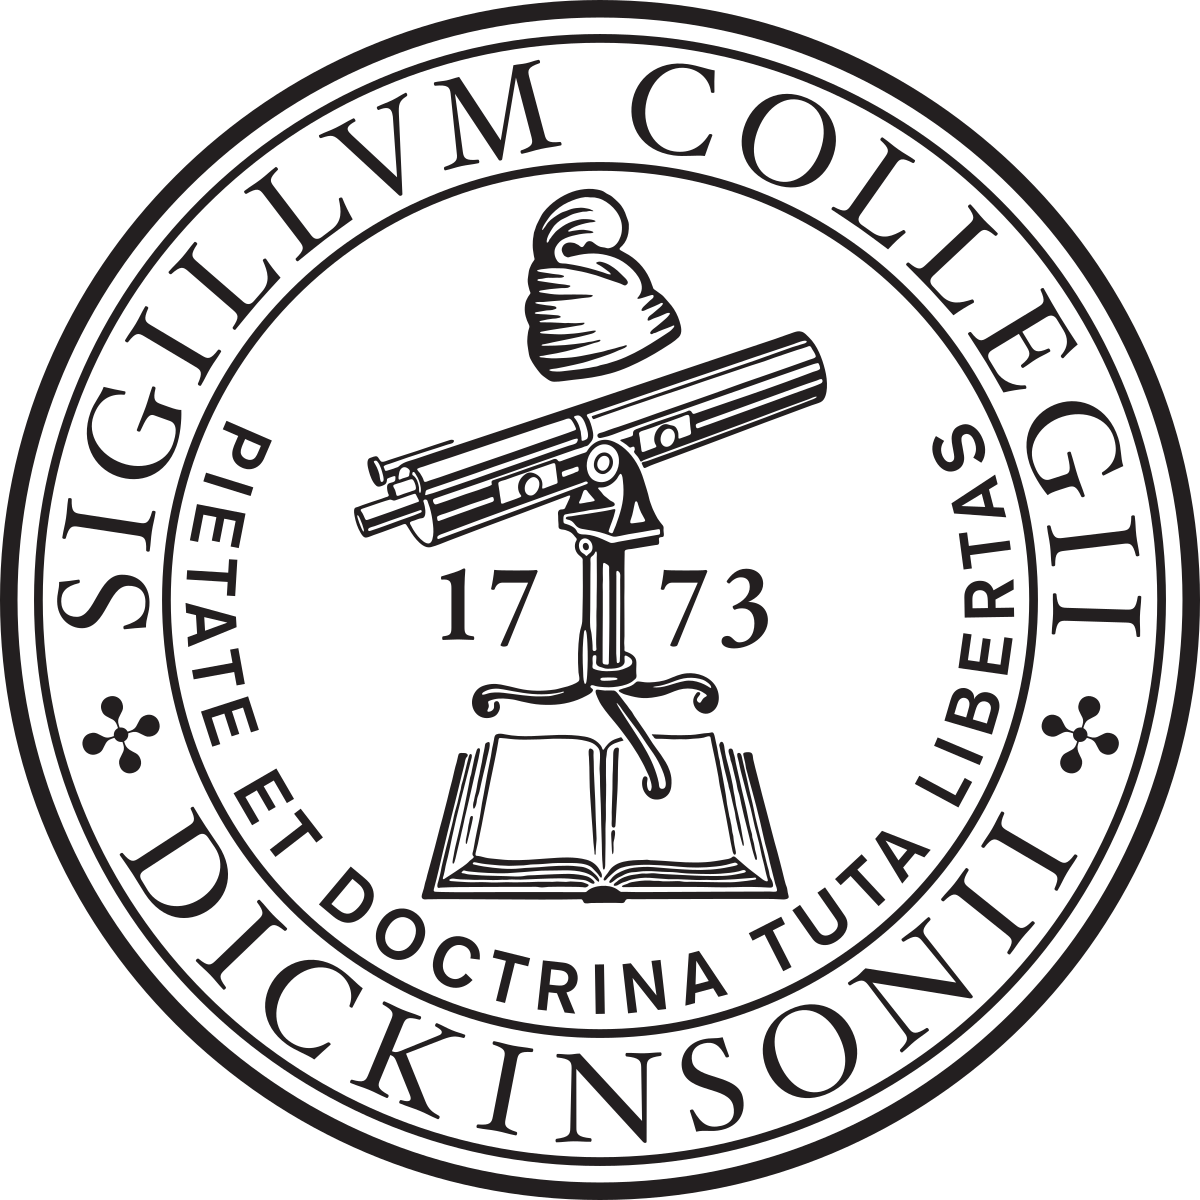 SIGILLVM COLLEGII
DICKINSONII
PIETATE ET DOCTRINA TUTA LIBERTAS
1773